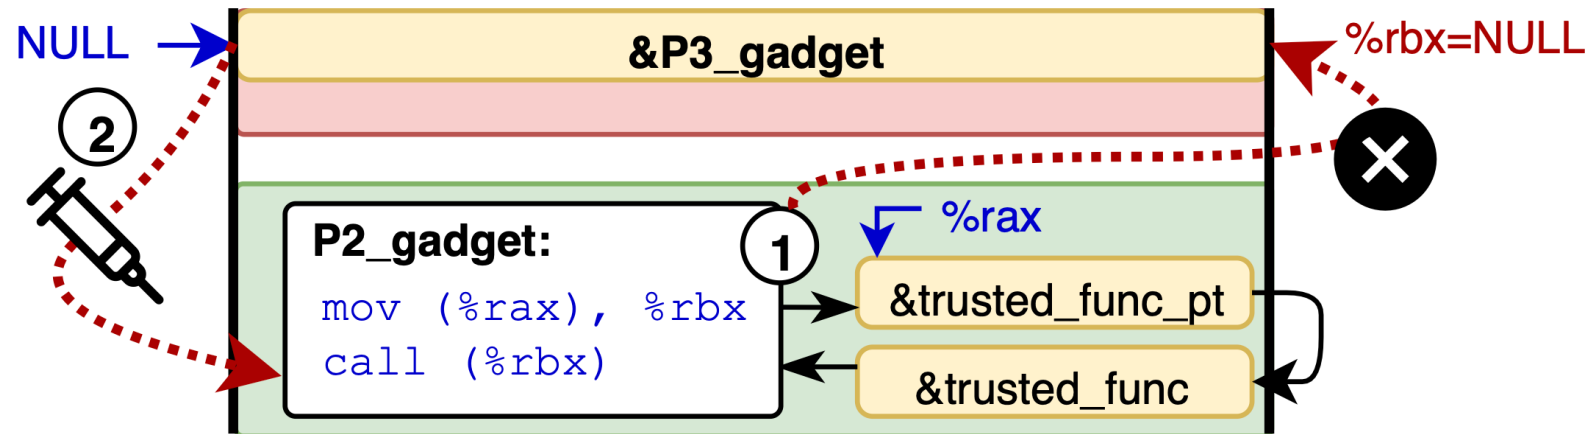 NULL
&P3_gadget
%rbx=NULL
2
P2_gadget:
1
%rax
mov (%rax), %rbx
&trusted_func_pt
call (%rbx)
&trusted_func